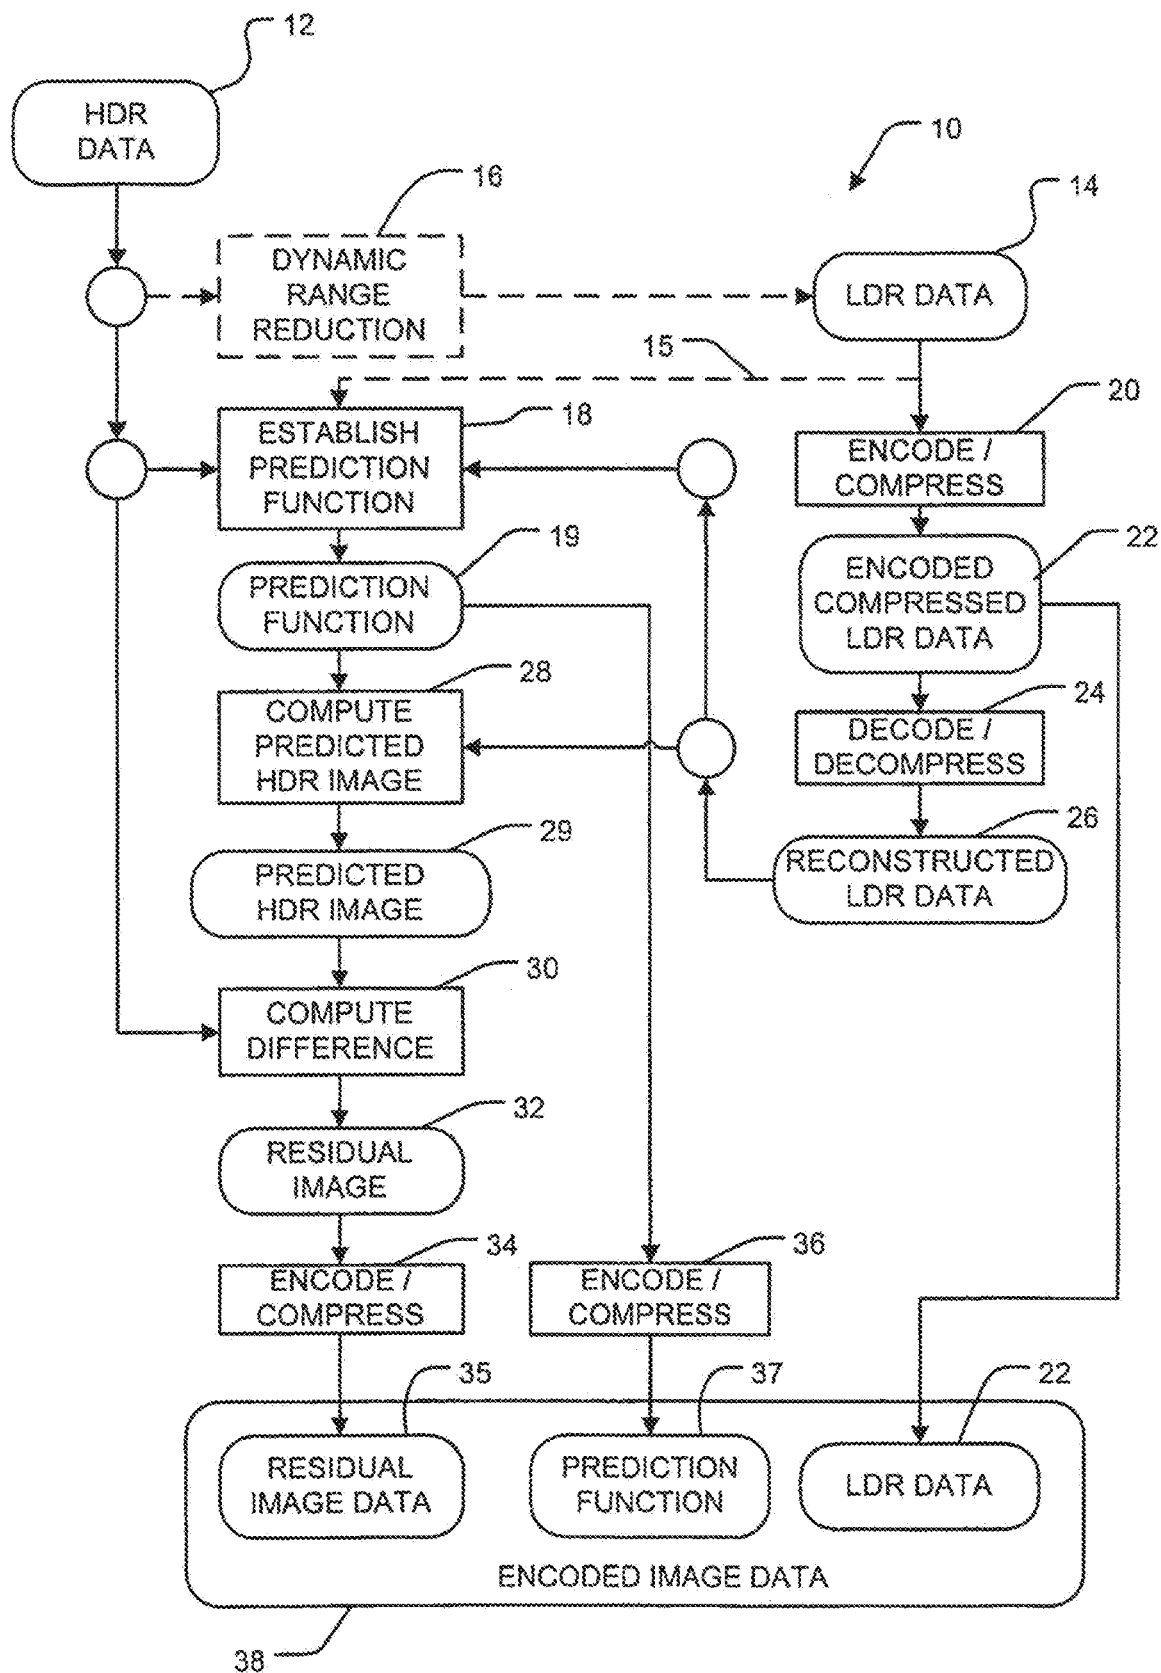 12
HDR
DATA
10
16
14
DYNAMIC
RANGE
REDUCTION
LDR DATA
15
18
20
ESTABLISH
PREDICTION
FUNCTION
ENCODE /
COMPRESS
19
22
PREDICTION
FUNCTION
ENCODED
COMPRESSED
LDR DATA
28
24
COMPUTE
PREDICTED
HDR IMAGE
DECODE /
DECOMPRESS
29
26
PREDICTED
HDR IMAGE
RECONSTRUCTED
LDR DATA
30
COMPUTE
DIFFERENCE
32
RESIDUAL
IMAGE
34
36
ENCODE /
COMPRESS
ENCODE /
COMPRESS
35
37
22
RESIDUAL
IMAGE DATA
PREDICTION
FUNCTION
LDR DATA
ENCODED IMAGE DATA
38